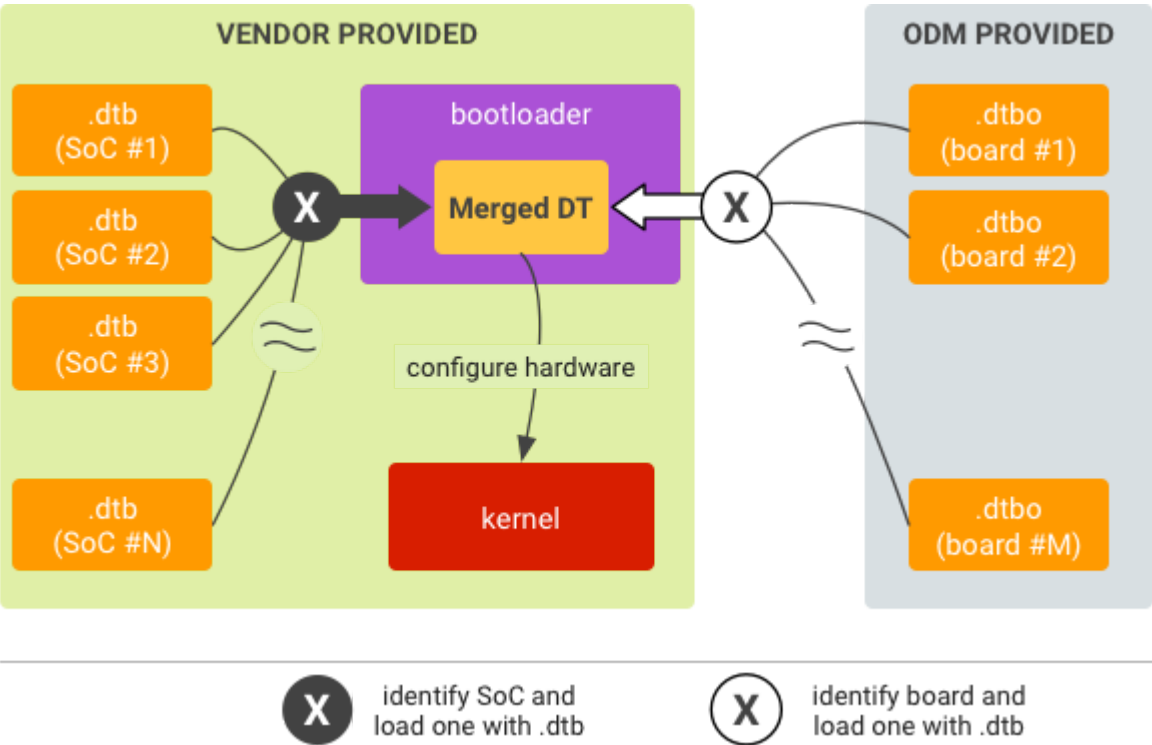 VENDOR PROVIDED
ODM PROVIDED
.dtb
(SoC #1)
.dtb
(SoC #2)
.dtb
(SoC #3)
.dtb
(SoC #N)
X
bootloader
Merged DT
configure hardware
kernel
X
.dtbo
(board #1)
.dtbo
(board #2)
.dtbo
(board #M)
X
identify SoC and
load one with .dtb
X
identify board and
load one with .dtb